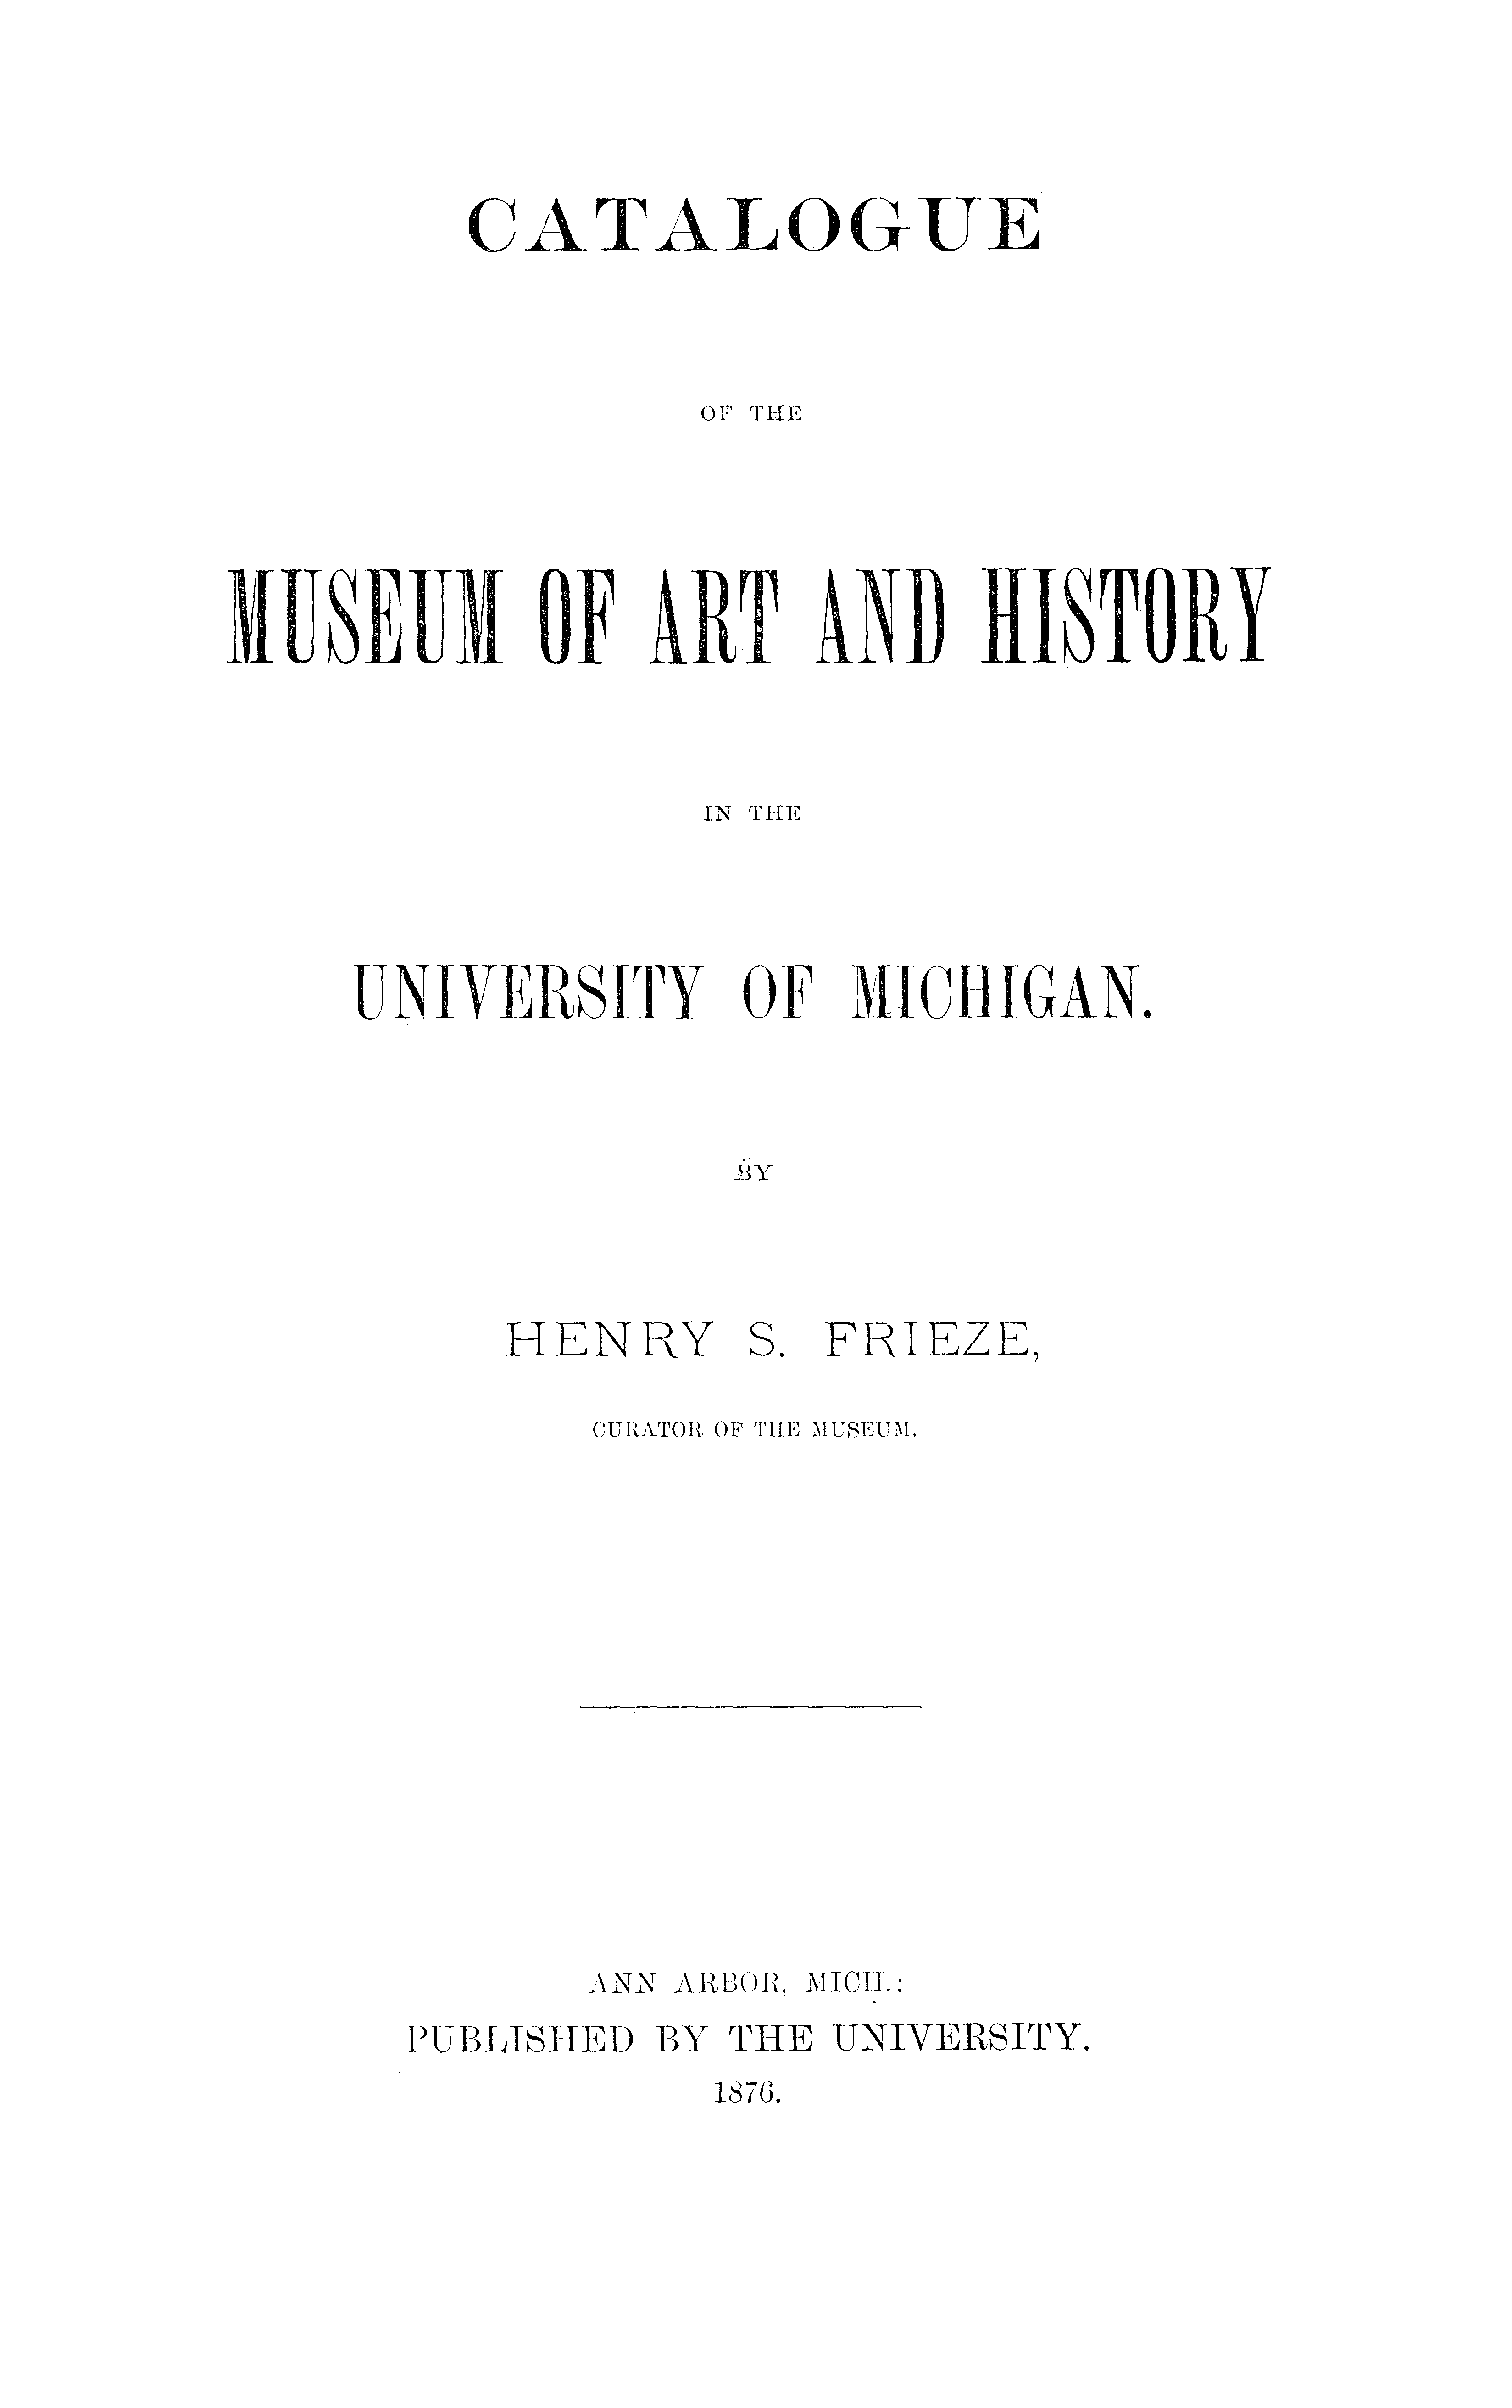 CATALOGUE
OF THE
MUSEUM OF ART AND HISTORY
IN THE
UNIVERSITY OF MICHIGAN.
BY
HENRY S. FRIEZE,
CURATOR OF THE MUSEUM.
ANN ARBOR, MICH.:
PUBLISHED BY THE UNIVERSITY.
1876.